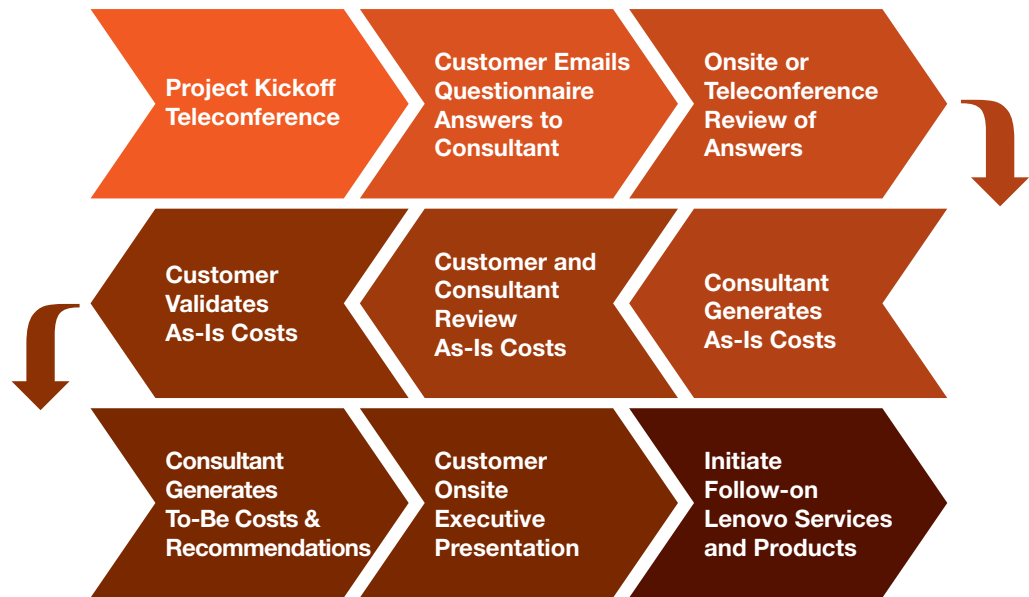 Project Kickoff
Teleconference
Customer Emails
Questionnaire
Answers to
Consultant
Onsite or
Teleconference
Review of
Answers
Consultant
Generates
As-Is Costs
Customer and
Consultant
Review
As-Is Costs
Customer
Validates
As-Is Costs
Consultant
Generates
To-Be Costs &
Recommendations
Customer
Onsite
Executive
Presentation
Initiate
Follow-on
Lenovo Services
and Products